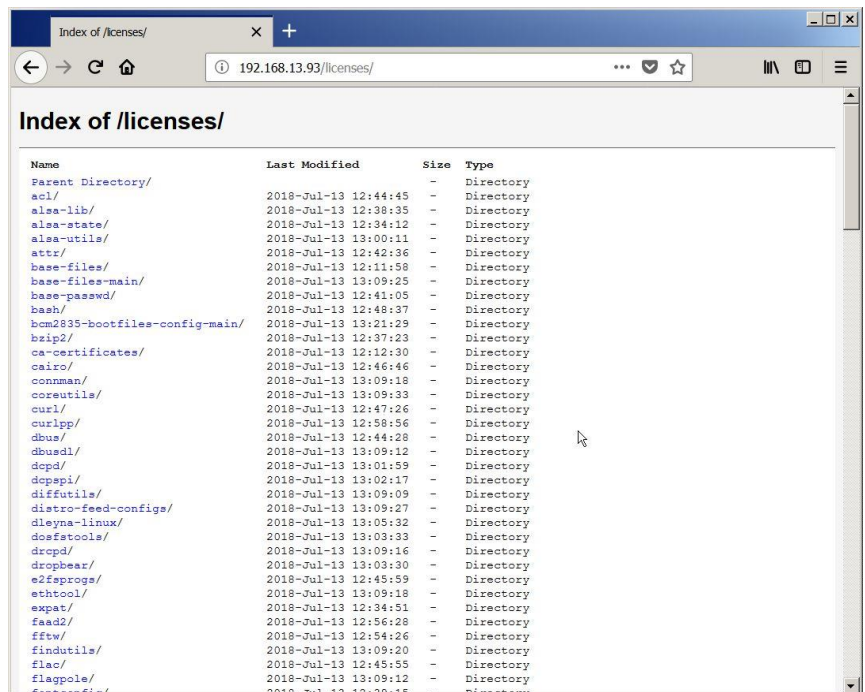 Index of /licenses/
192.168.13.93/licenses/
Index of /licenses/
Name Last Modified Size Type
Parent Directory/ - Directory
acl/ 2018-Jul-13 12:44:45 - Directory
alsa-lib/ 2018-Jul-13 12:38:35 - Directory
alsa-state/ 2018-Jul-13 12:34:12 - Directory
alsa-utils/ 2018-Jul-13 13:00:11 - Directory
attr/ 2018-Jul-13 12:42:36 - Directory
base-files/ 2018-Jul-13 12:11:58 - Directory
base-files-main/ 2018-Jul-13 13:09:25 - Directory
base-passwd/ 2018-Jul-13 12:41:05 - Directory
bash/ 2018-Jul-13 12:48:37 - Directory
bcm2835-bootfiles-config-main/ 2018-Jul-13 13:21:29 - Directory
bzip2/ 2018-Jul-13 12:37:23 - Directory
ca-certificates/ 2018-Jul-13 12:12:30 - Directory
cairo/ 2018-Jul-13 12:46:46 - Directory
connman/ 2018-Jul-13 13:09:18 - Directory
coreutils/ 2018-Jul-13 13:09:33 - Directory
curl/ 2018-Jul-13 12:47:26 - Directory
curlpp/ 2018-Jul-13 12:58:56 - Directory
dbus/ 2018-Jul-13 12:44:28 - Directory
dbusdl/ 2018-Jul-13 13:09:12 - Directory
dcpd/ 2018-Jul-13 13:01:59 - Directory
dcpspi/ 2018-Jul-13 13:02:17 - Directory
diffutils/ 2018-Jul-13 13:09:09 - Directory
distro-feed-configs/ 2018-Jul-13 13:09:27 - Directory
dleyna-linux/ 2018-Jul-13 13:05:32 - Directory
dosfstools/ 2018-Jul-13 13:03:33 - Directory
drcpd/ 2018-Jul-13 13:09:16 - Directory
dropbear/ 2018-Jul-13 13:03:30 - Directory
e2fsprogs/ 2018-Jul-13 12:45:59 - Directory
ethtool/ 2018-Jul-13 13:09:18 - Directory
expat/ 2018-Jul-13 12:34:51 - Directory
faad2/ 2018-Jul-13 12:56:28 - Directory
fftw/ 2018-Jul-13 12:54:26 - Directory
findutils/ 2018-Jul-13 13:09:20 - Directory
flac/ 2018-Jul-13 12:45:55 - Directory
flagpole/ 2018-Jul-13 13:09:12 - Directory